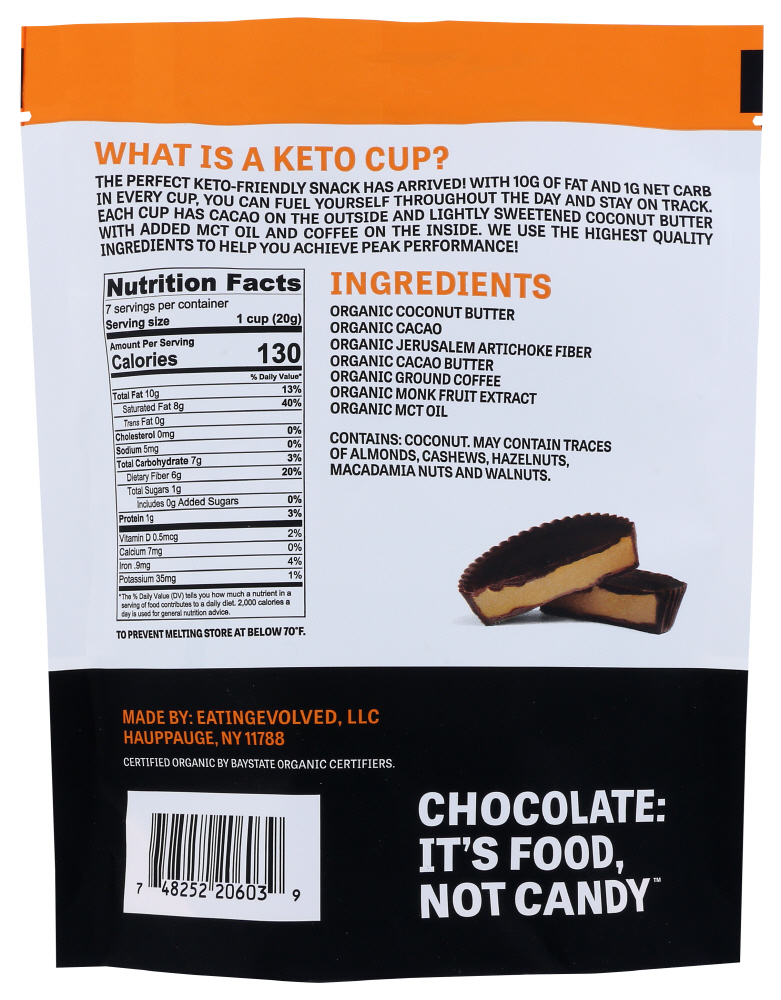 WHAT IS A KETO CUP?
THE PERFECT KETO-FRIENDLY SNACK HAS ARRIVED! WITH 10G OF FAT AND 1G NET CARB
IN EVERY CUP, YOU CAN FUEL YOURSELF THROUGHOUT THE DAY AND STAY ON TRACK.
EACH CUP HAS CACAO ON THE OUTSIDE AND LIGHTLY SWEETENED COCONUT BUTTER
WITH ADDED MCT OIL AND COFFEE ON THE INSIDE. WE USE THE HIGHEST QUALITY
INGREDIENTS TO HELP YOU ACHIEVE PEAK PERFORMANCE!
Nutrition Facts
7 servings per container
Serving size 1 cup (20g)
Amount Per Serving
Calories 130
% Daily Value*
Total Fat 10g 13%
Saturated Fat 8g 40%
Trans Fat 0g
Cholesterol 0mg 0%
Sodium 5mg 0%
Total Carbohydrate 7g 3%
Dietary Fiber 6g 20%
Total Sugars 1g
Includes 0g Added Sugars 0%
Protein 1g 3%
Vitamin D 0.5mcg 2%
Calcium 7mg 0%
Iron .9mg 4%
Potassium 35mg 1%
*The % Daily Value (DV) tells you how much a nutrient in a
serving of food contributes to a daily diet. 2,000 calories a
day is used for general nutrition advice.
TO PREVENT MELTING STORE AT BELOW 70°F.
INGREDIENTS
ORGANIC COCONUT BUTTER
ORGANIC CACAO
ORGANIC JERUSALEM ARTICHOKE FIBER
ORGANIC CACAO BUTTER
ORGANIC GROUND COFFEE
ORGANIC MONK FRUIT EXTRACT
ORGANIC MCT OIL
CONTAINS: COCONUT. MAY CONTAIN TRACES
OF ALMONDS, CASHEWS, HAZELNUTS,
MACADAMIA NUTS AND WALNUTS.
MADE BY: EATINGEVOLVED, LLC
HAUPPAUGE, NY 11788
CERTIFIED ORGANIC BY BAYSTATE ORGANIC CERTIFIERS.
7 48252 20603 9
CHOCOLATE:
IT'S FOOD,
NOT CANDY™